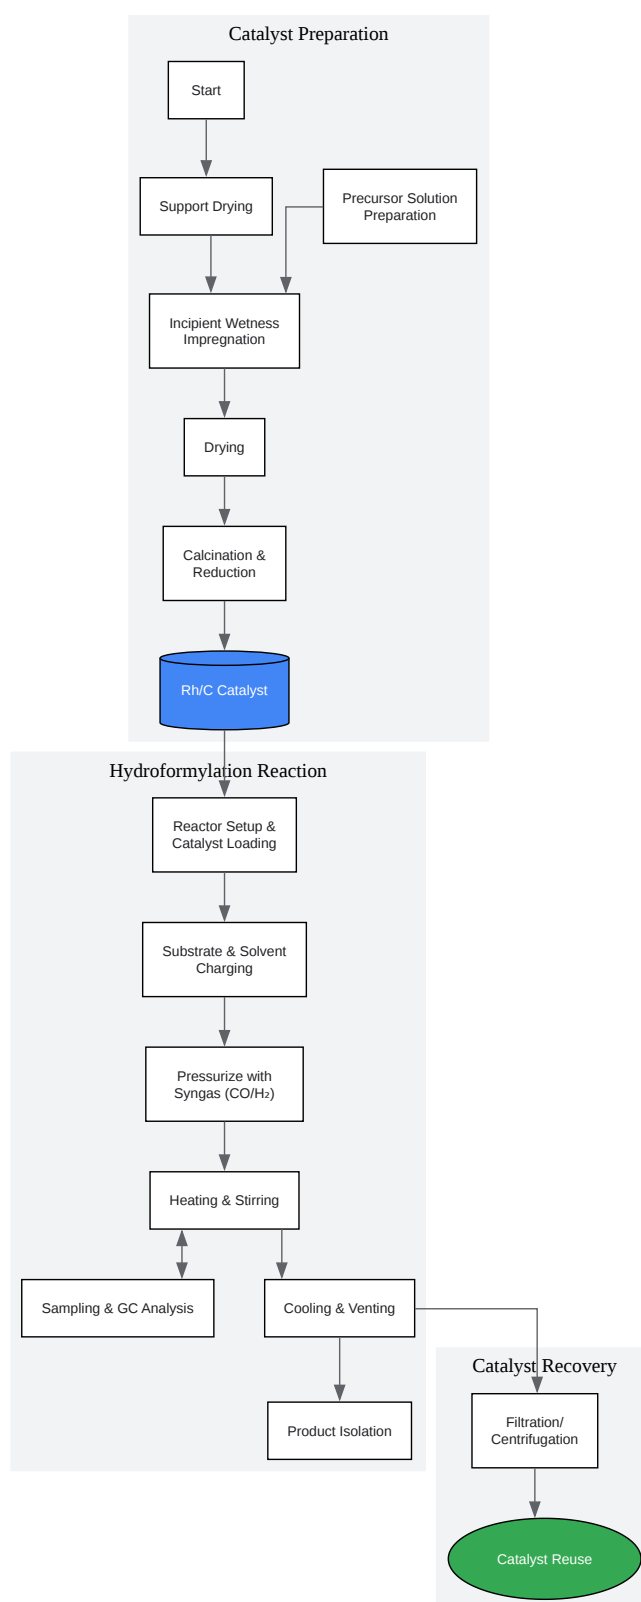 Catalyst Preparation
Start
Support Drying
Precursor Solution
Preparation
Incipient Wetness
Impregnation
Drying
Calcination &
Reduction
Rh/C Catalyst
Hydroformylation Reaction
Reactor Setup &
Catalyst Loading
Substrate & Solvent
Charging
Pressurize with
Syngas (CO/H₂)
Heating & Stirring
Sampling & GC Analysis
Cooling & Venting
Product Isolation
Catalyst Recovery
Filtration/
Centrifugation
Catalyst Reuse